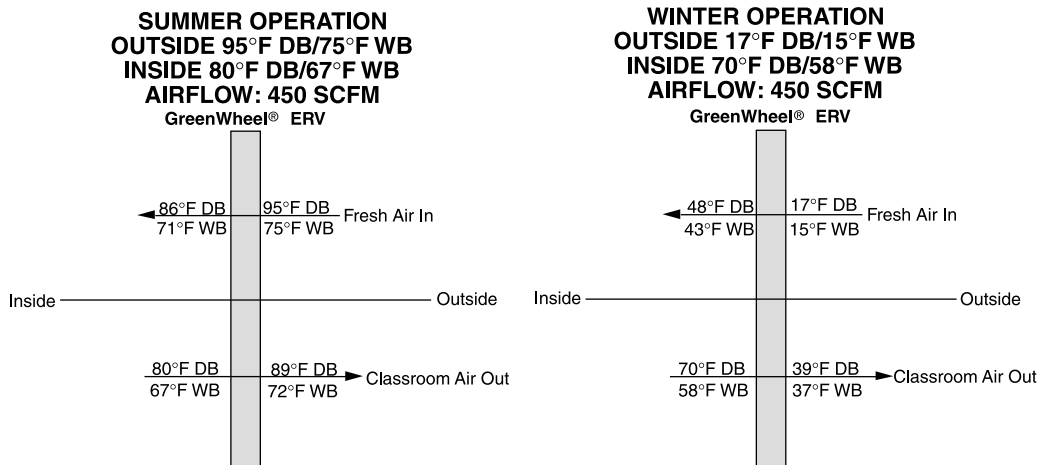 SUMMER OPERATION
OUTSIDE 95°F DB/75°F WB
INSIDE 80°F DB/67°F WB
AIRFLOW: 450 SCFM
GreenWheel® ERV
86°F DB
95°F DB
Fresh Air In
71°F WB
75°F WB
Inside
Outside
80°F DB
89°F DB
Classroom Air Out
67°F WB
72°F WB
WINTER OPERATION
OUTSIDE 17°F DB/15°F WB
INSIDE 70°F DB/58°F WB
AIRFLOW: 450 SCFM
GreenWheel® ERV
48°F DB
17°F DB
Fresh Air In
43°F WB
15°F WB
Inside
Outside
70°F DB
39°F DB
Classroom Air Out
58°F WB
37°F WB